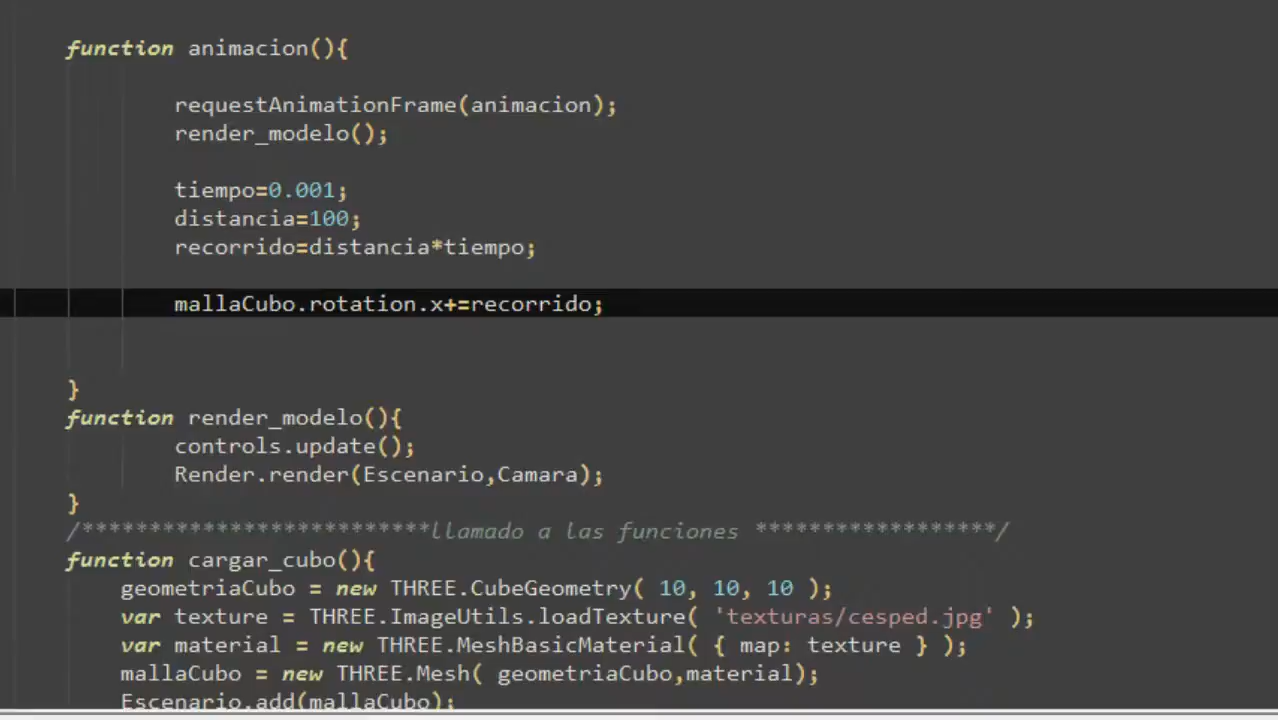 function animacion(){
requestAnimationFrame(animacion);
render_modelo();
tiempo=0.001;
distancia=100;
recorrido=distancia*tiempo;
mallaCubo.rotation.x+=recorrido;
}
function render_modelo(){
controls.update();
Render.render(Escenario,Camara);
}
/**************************llamado a las funciones ******************/
function cargar_cubo(){
geometriaCubo = new THREE.CubeGeometry( 10, 10, 10 );
var texture = THREE.ImageUtils.loadTexture( 'texturas/cesped.jpg' );
var material = new THREE.MeshBasicMaterial( { map: texture } );
mallaCubo = new THREE.Mesh( geometriaCubo,material);
Escenario.add(mallaCubo);